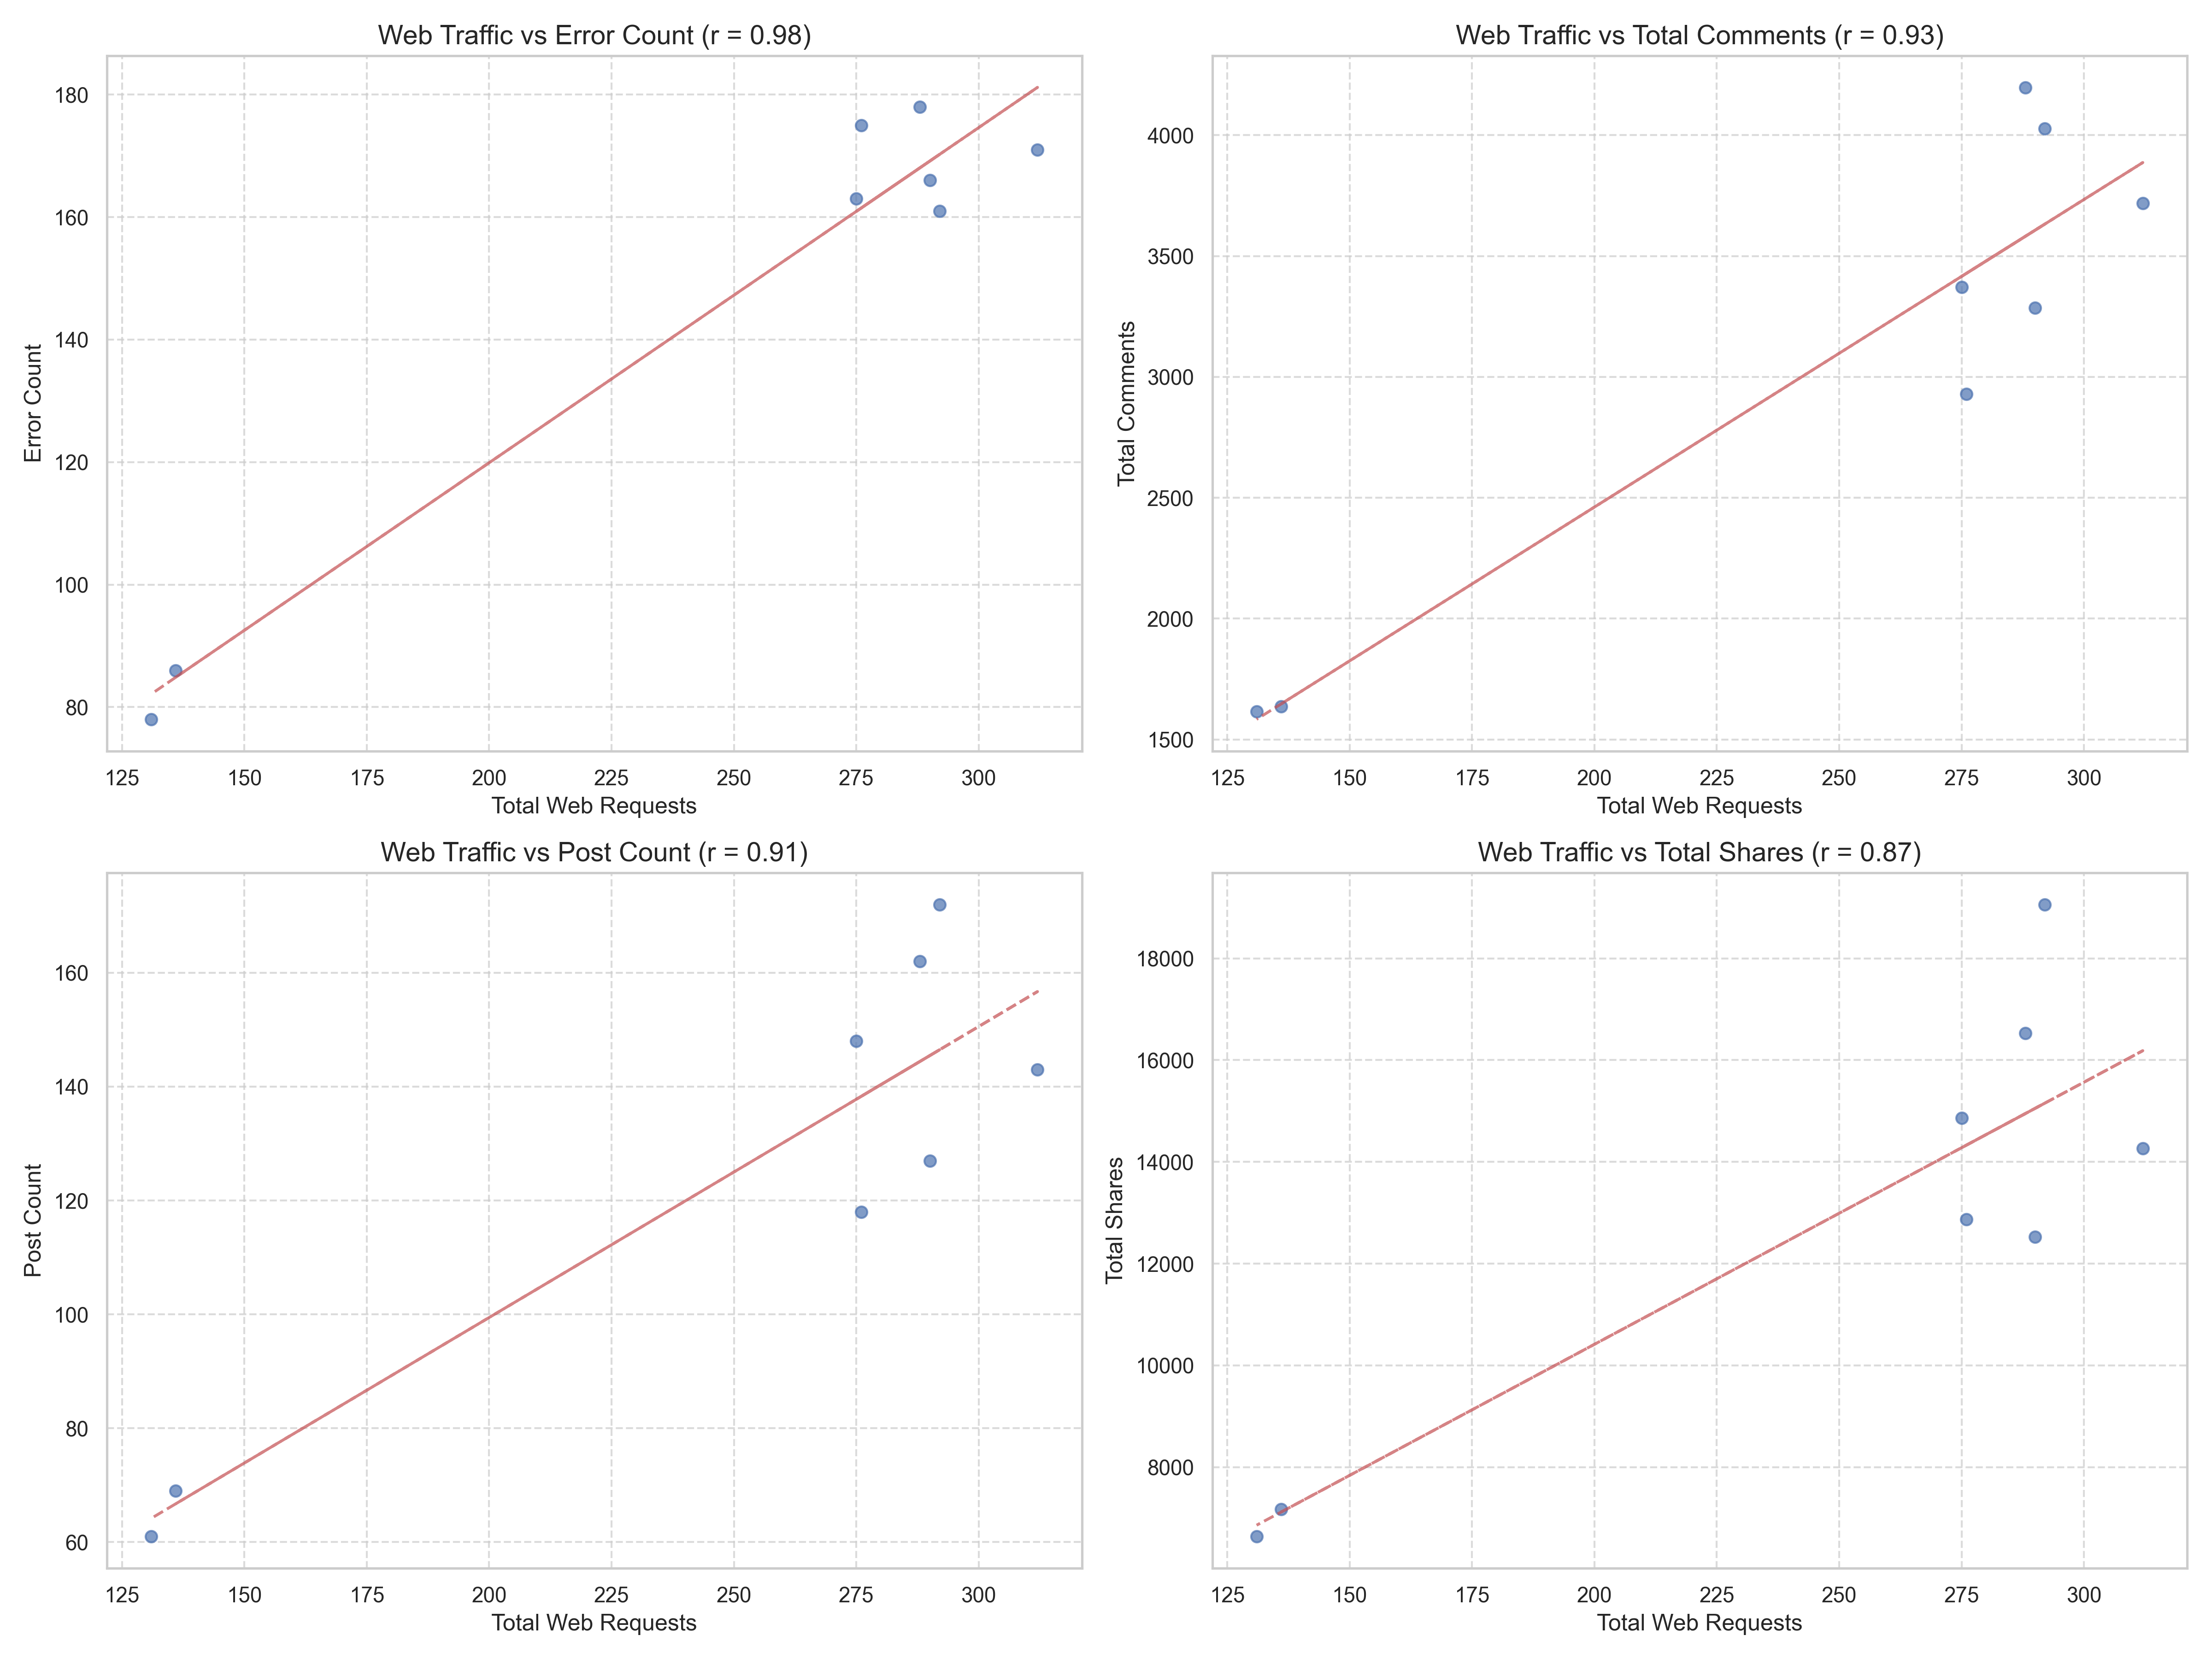 Web Traffic vs Error Count (r = 0.98)
Error Count
180
160
140
120
100
80
125 150 175 200 225 250 275 300
Total Web Requests
Web Traffic vs Total Comments (r = 0.93)
Total Comments
4000
3500
3000
2500
2000
1500
125 150 175 200 225 250 275 300
Total Web Requests
Web Traffic vs Post Count (r = 0.91)
Post Count
160
140
120
100
80
60
125 150 175 200 225 250 275 300
Total Web Requests
Web Traffic vs Total Shares (r = 0.87)
Total Shares
18000
16000
14000
12000
10000
8000
125 150 175 200 225 250 275 300
Total Web Requests